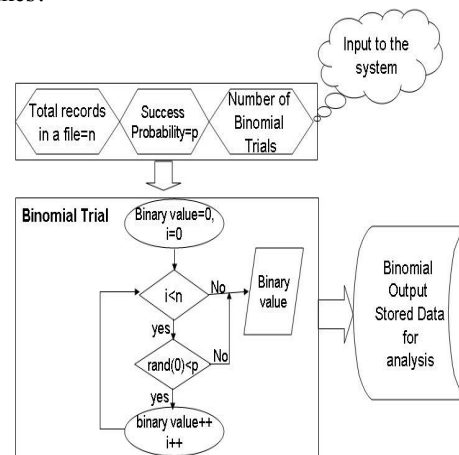 Input to the
system
Total records
in a file=n
Success
Probability=p
Number of
Binomial
Trials
Binomial Trial
Binary value=0,
i=0
i<n
No
Binary
value
yes
rand(0)<p
No
yes
binary value++
i++
Binomial
Output
Stored Data
for
analysis